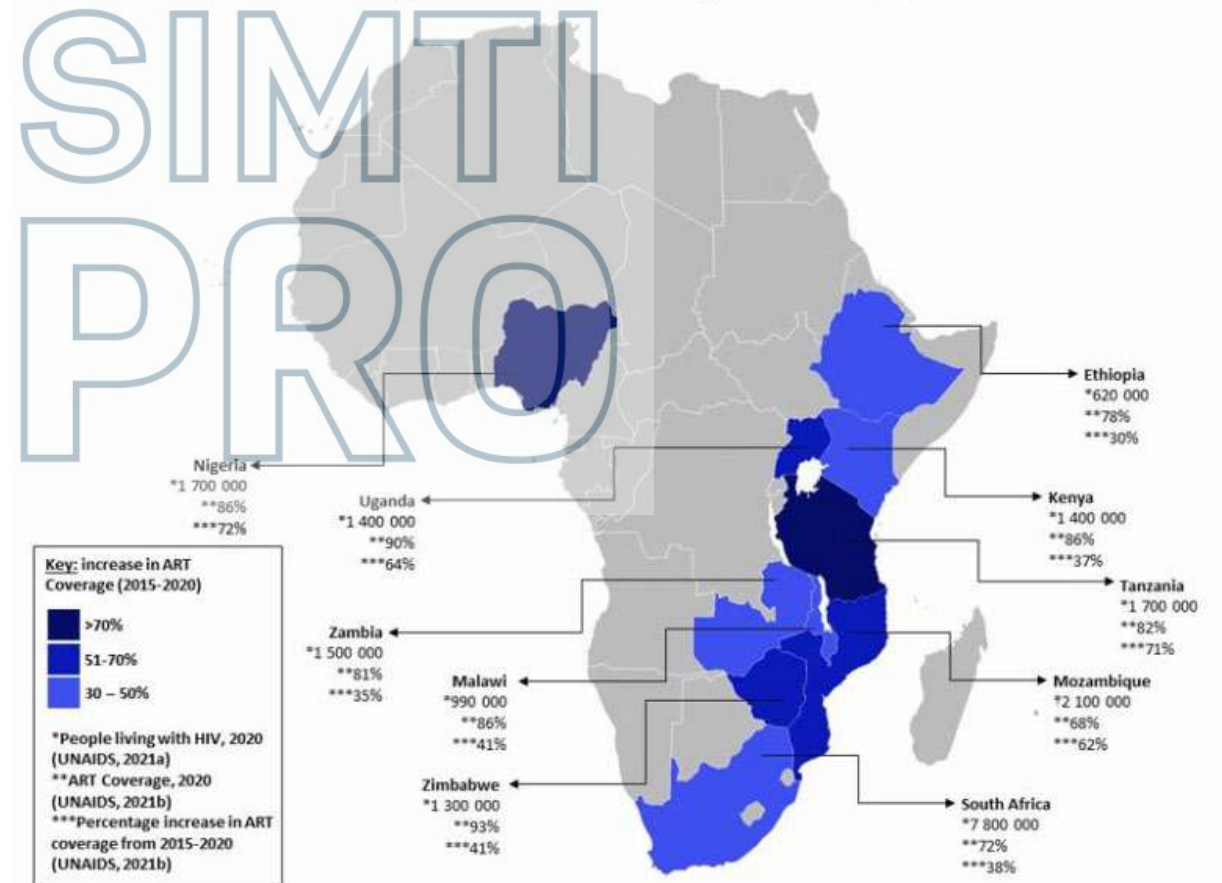 SIMTI
PRO
Ethiopia
*620 000
**78%
***30%
Nigeria
*1 700 000
**86%
***72%
Uganda
*1 400 000
**90%
***64%
Kenya
*1 400 000
**86%
***37%
Key: increase in ART
Coverage (2015-2020)
>70%
51-70%
30 – 50%
*People living with HIV, 2020
(UNAIDS, 2021a)
**ART Coverage, 2020
(UNAIDS, 2021b)
***Percentage increase in ART
coverage from 2015-2020
(UNAIDS, 2021b)
Tanzania
*1 700 000
**82%
***71%
Zambia
*1 500 000
**81%
***35%
Malawi
*990 000
**86%
***41%
Mozambique
*2 100 000
**68%
***62%
Zimbabwe
*1 300 000
**93%
***41%
South Africa
*7 800 000
**72%
***38%